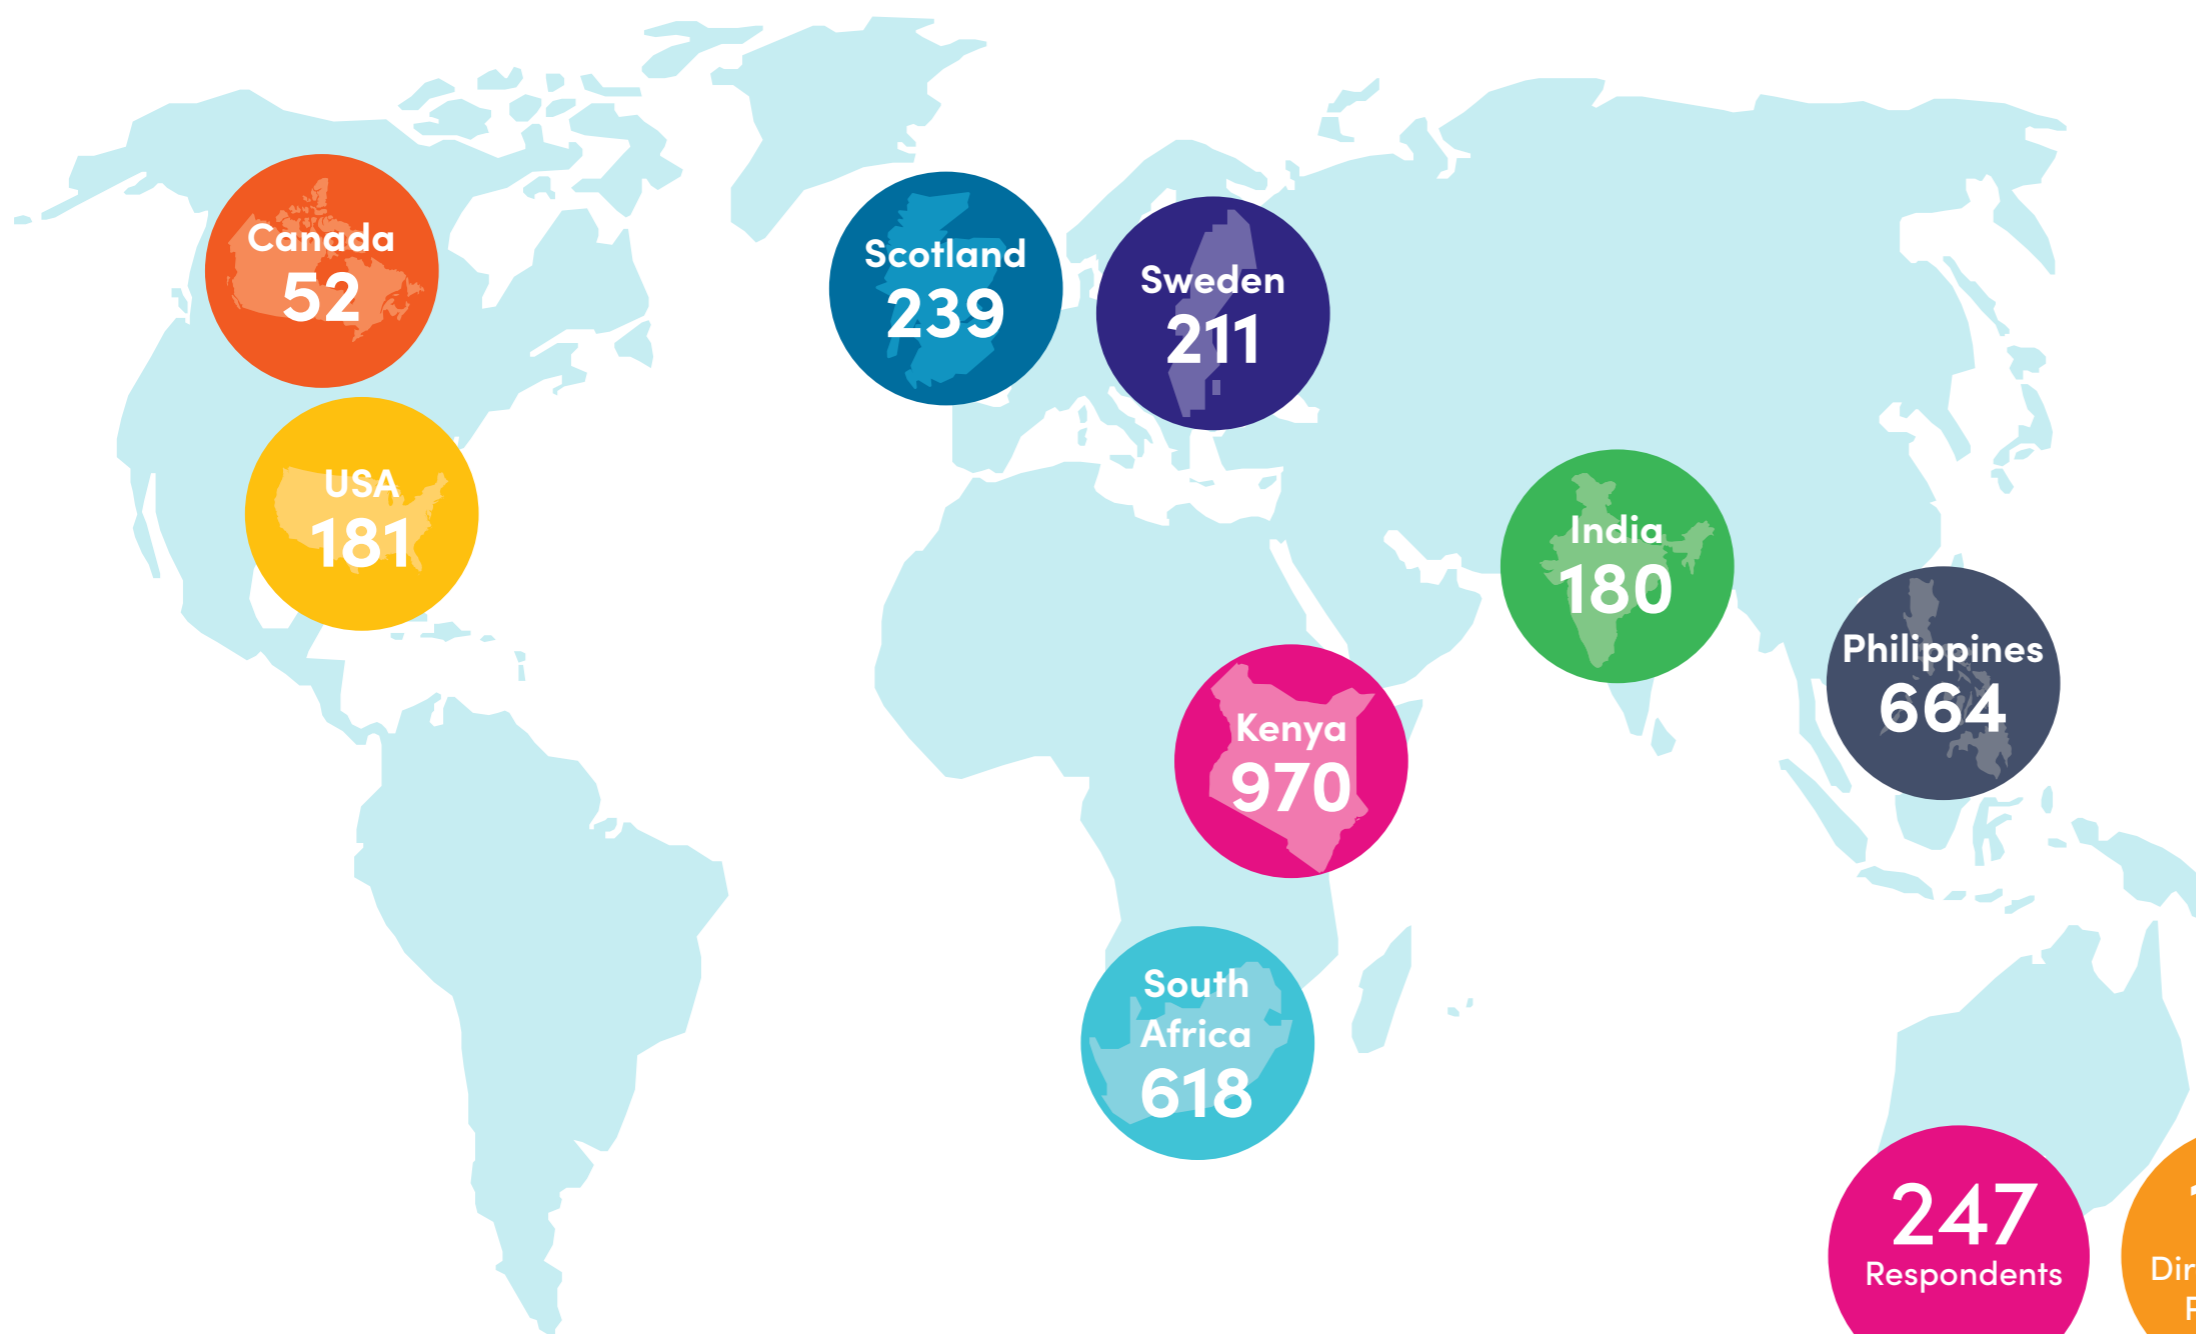 Canada
52
Scotland
239
Sweden
211
USA
181
India
180
Philippines
664
Kenya
970
South
Africa
618
247
Respondents